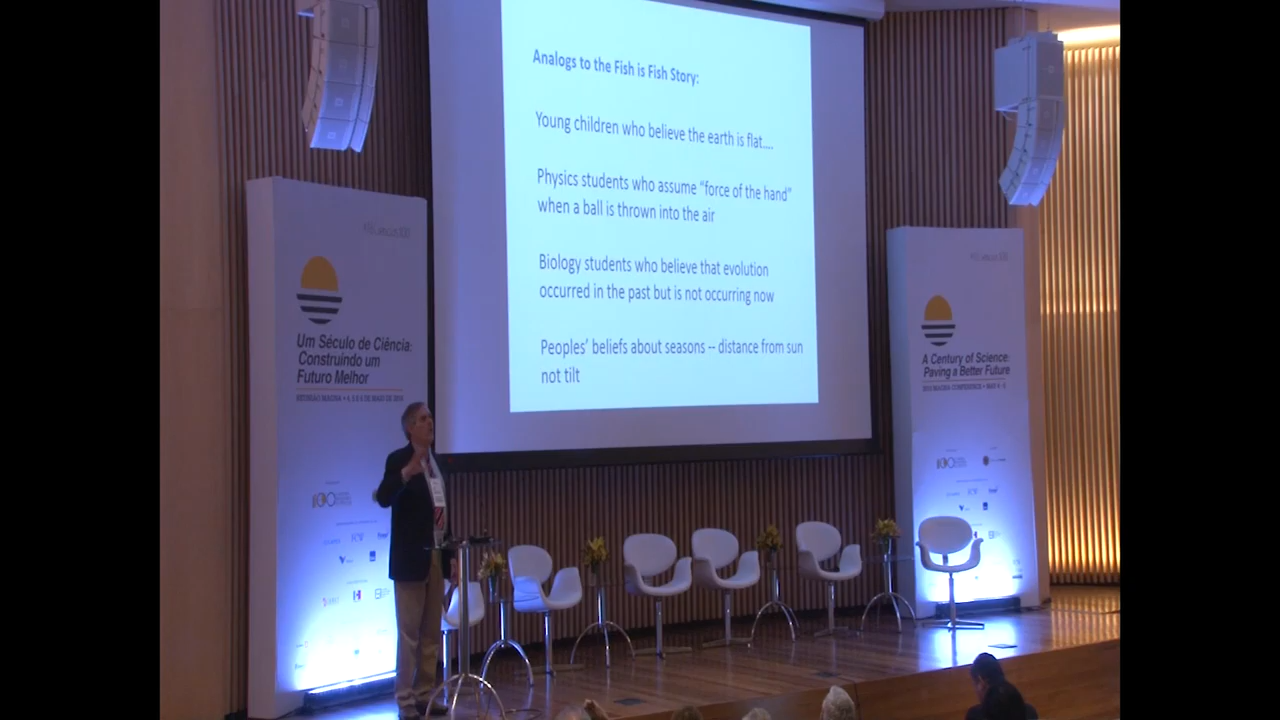 Analogs to the Fish is Fish Story:
Young children who believe the earth is flat....
Physics students who assume "force of the hand"
when a ball is thrown into the air
Biology students who believe that evolution
occurred in the past but is not occurring now
Peoples' beliefs about seasons -- distance from sun
not tilt
Um Século de Ciência:
Construindo um
Futuro Melhor
A Century of Science:
Paving a Better Future